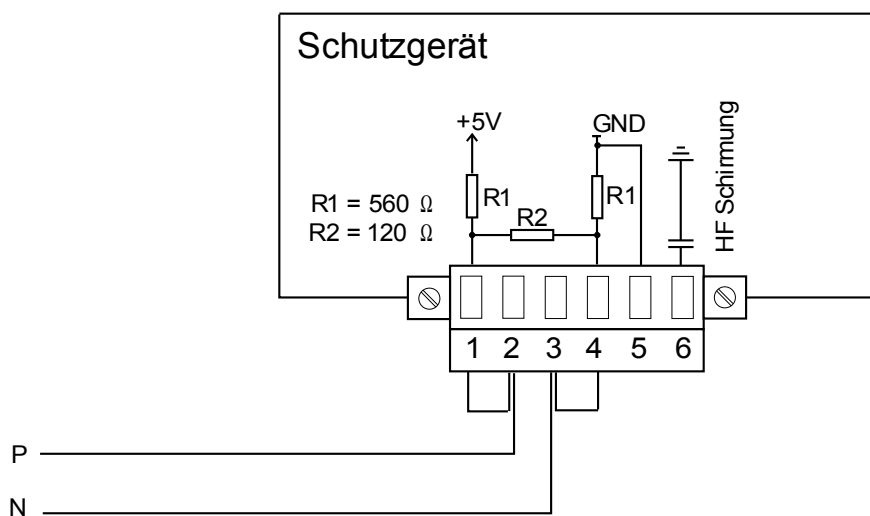 Schutzgerät
+5V
GND
HF Schirmung
R1 = 560 Ω
R1
R1
R2
R2 = 120 Ω
1 2 3 4 5 6
P
N